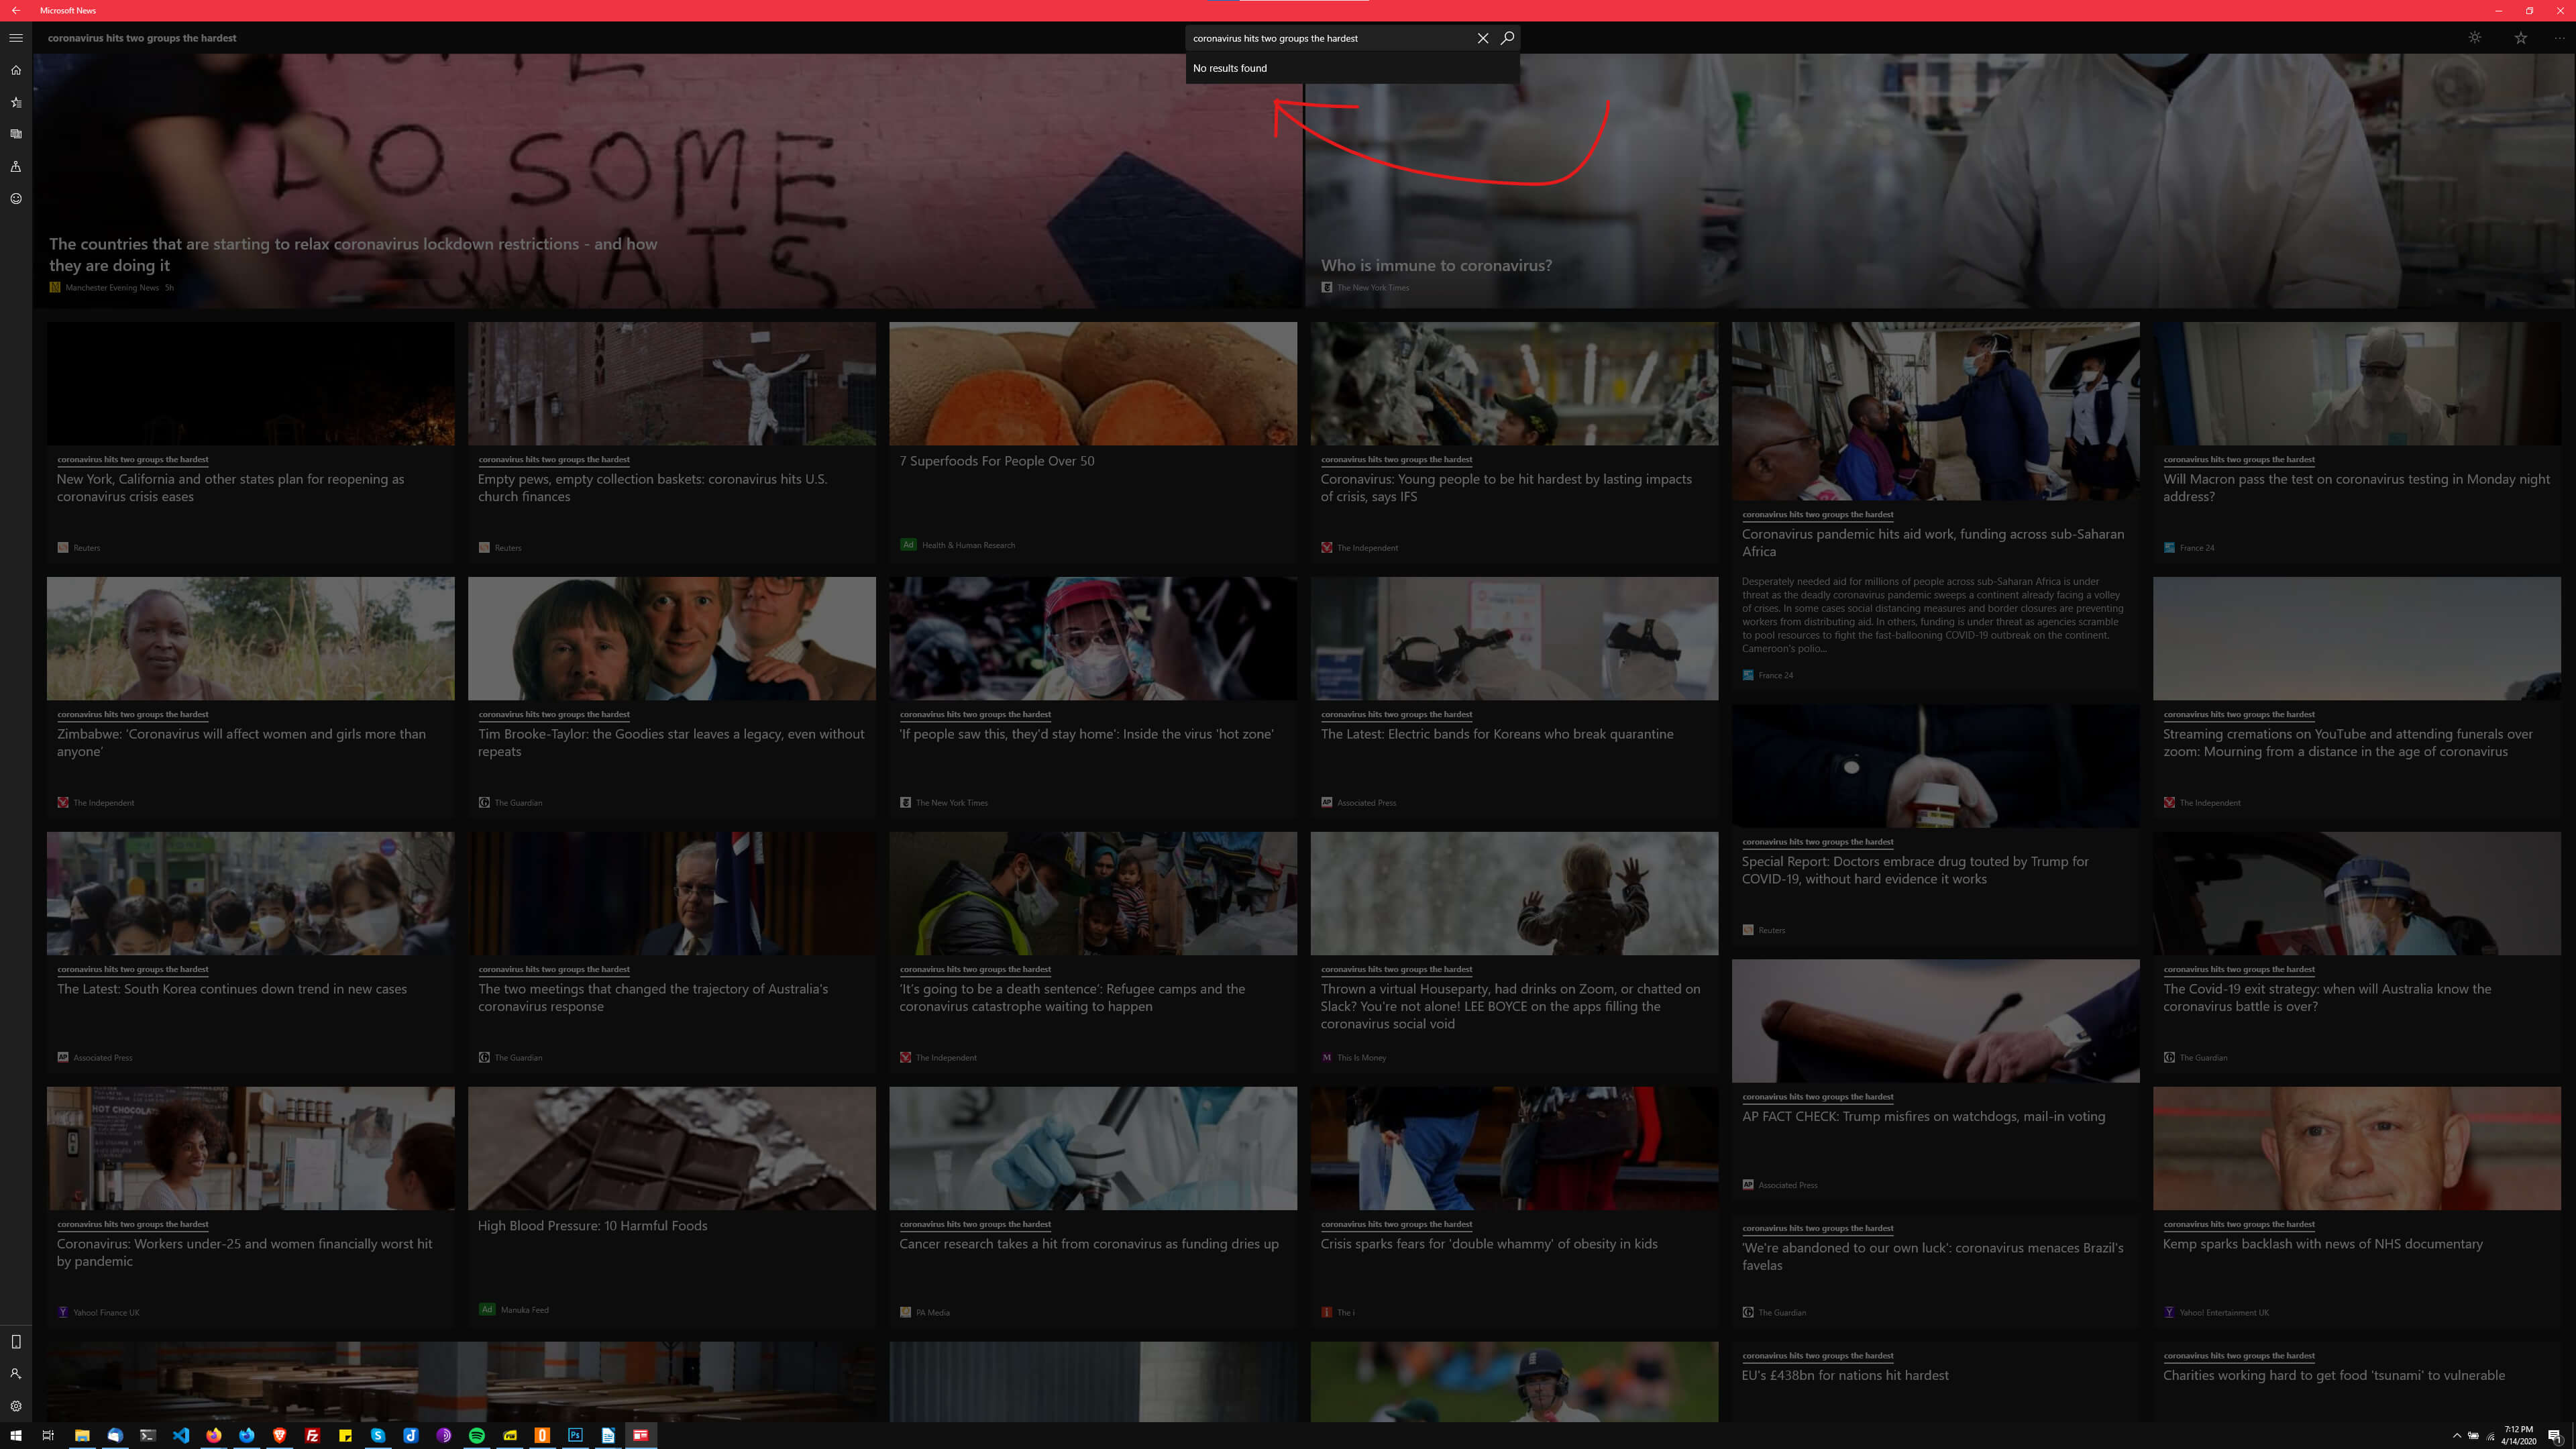 Microsoft News
coronavirus hits two groups the hardest
coronavirus hits two groups the hardest
No results found
DO SOME
SQUATS
The countries that are starting to relax coronavirus lockdown restrictions - and how
they are doing it
Manchester Evening News 5h
Who is immune to coronavirus?
The New York Times
coronavirus hits two groups the hardest
New York, California and other states plan for reopening as
coronavirus crisis eases
Reuters
coronavirus hits two groups the hardest
Empty pews, empty collection baskets: coronavirus hits U.S.
church finances
Reuters
7 Superfoods For People Over 50
Ad Health & Human Research
coronavirus hits two groups the hardest
Coronavirus: Young people to be hit hardest by lasting impacts
of crisis, says IFS
The Independent
coronavirus hits two groups the hardest
Coronavirus pandemic hits aid work, funding across sub-Saharan
Africa
Desperately needed aid for millions of people across sub-Saharan Africa is under
threat as the deadly coronavirus pandemic sweeps a continent already facing a volley
of crises. In some cases social distancing measures and border closures are preventing
workers from distributing aid. In others, funding is under threat as agencies scramble
to pool resources to fight the fast-ballooning COVID-19 outbreak on the continent.
Cameroon's polio...
France 24
coronavirus hits two groups the hardest
Will Macron pass the test on coronavirus testing in Monday night
address?
France 24
coronavirus hits two groups the hardest
Zimbabwe: 'Coronavirus will affect women and girls more than
anyone'
The Independent
coronavirus hits two groups the hardest
Tim Brooke-Taylor: the Goodies star leaves a legacy, even without
repeats
The Guardian
coronavirus hits two groups the hardest
'If people saw this, they'd stay home': Inside the virus 'hot zone'
The New York Times
coronavirus hits two groups the hardest
The Latest: Electric bands for Koreans who break quarantine
AP Associated Press
coronavirus hits two groups the hardest
Special Report: Doctors embrace drug touted by Trump for
COVID-19, without hard evidence it works
Reuters
coronavirus hits two groups the hardest
Streaming cremations on YouTube and attending funerals over
zoom: Mourning from a distance in the age of coronavirus
The Independent
coronavirus hits two groups the hardest
The Latest: South Korea continues down trend in new cases
AP Associated Press
coronavirus hits two groups the hardest
The two meetings that changed the trajectory of Australia's
coronavirus response
The Guardian
coronavirus hits two groups the hardest
'It's going to be a death sentence': Refugee camps and the
coronavirus catastrophe waiting to happen
The Independent
coronavirus hits two groups the hardest
Thrown a virtual Houseparty, had drinks on Zoom, or chatted on
Slack? You're not alone! LEE BOYCE on the apps filling the
coronavirus social void
M This Is Money
coronavirus hits two groups the hardest
AP FACT CHECK: Trump misfires on watchdogs, mail-in voting
AP Associated Press
coronavirus hits two groups the hardest
The Covid-19 exit strategy: when will Australia know the
coronavirus battle is over?
The Guardian
HOT CHOCOLATE
coronavirus hits two groups the hardest
Coronavirus: Workers under-25 and women financially worst hit
by pandemic
Yahoo! Finance UK
High Blood Pressure: 10 Harmful Foods
Ad Manuka Feed
coronavirus hits two groups the hardest
Cancer research takes a hit from coronavirus as funding dries up
PA Media
coronavirus hits two groups the hardest
Crisis sparks fears for 'double whammy' of obesity in kids
The i
coronavirus hits two groups the hardest
'We're abandoned to our own luck': coronavirus menaces Brazil's
favelas
The Guardian
coronavirus hits two groups the hardest
Kemp sparks backlash with news of NHS documentary
Yahoo! Entertainment UK
coronavirus hits two groups the hardest
EU's £438bn for nations hit hardest
coronavirus hits two groups the hardest
Charities working hard to get food 'tsunami' to vulnerable
7:12 PM
4/14/2020